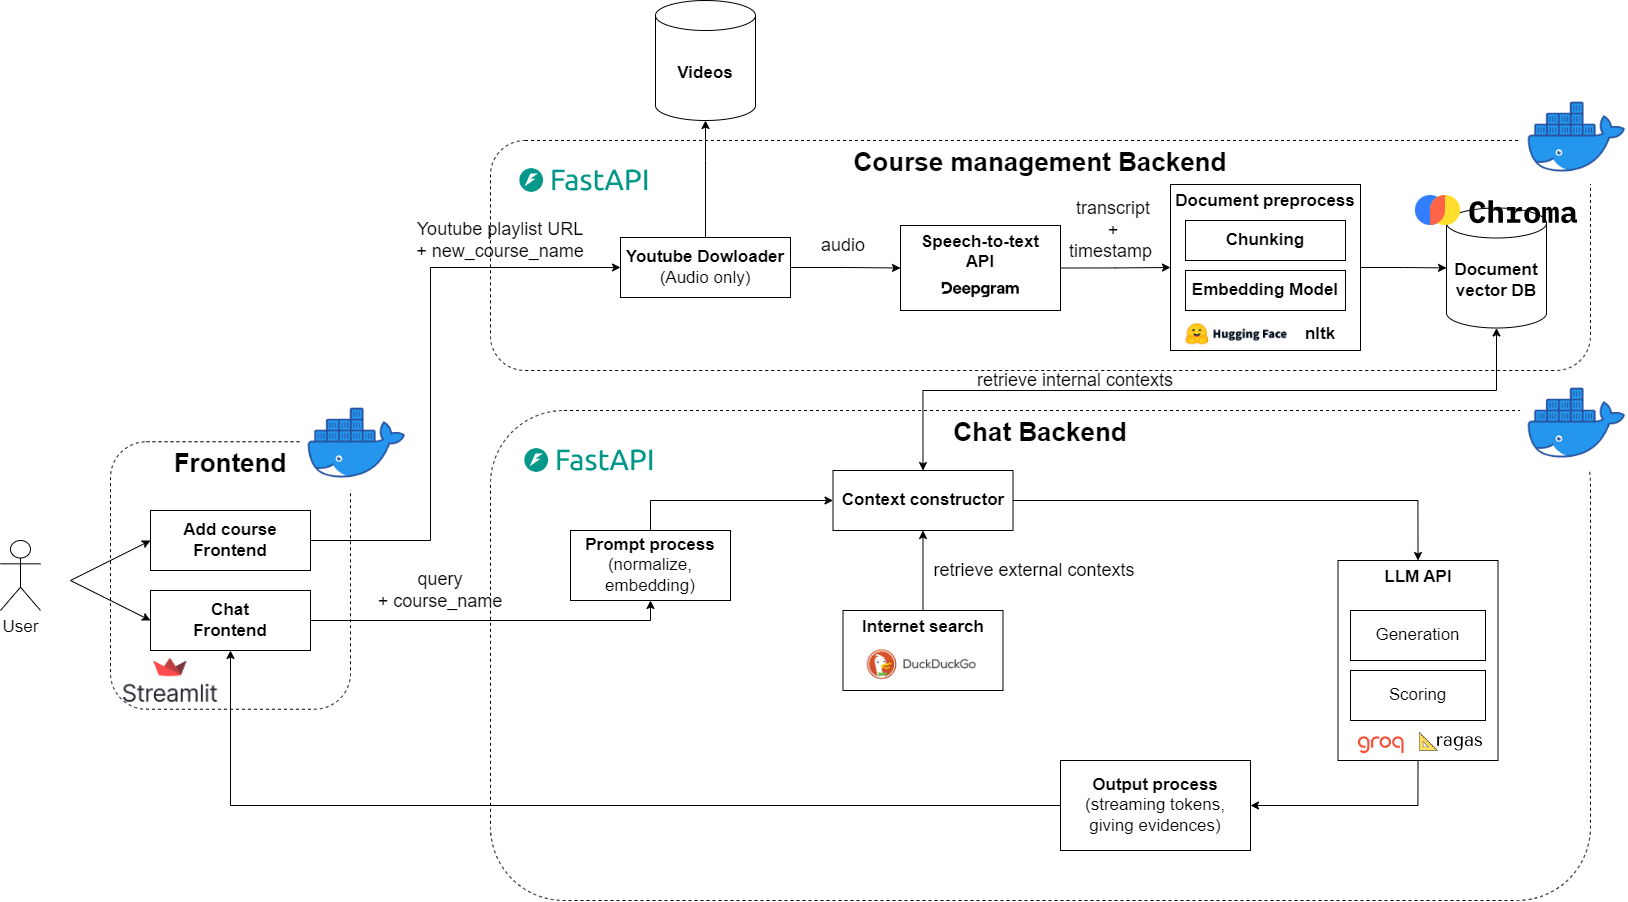 Videos
Course management Backend
FastAPI
Youtube playlist URL
+ new_course_name
Youtube Dowloader
(Audio only)
audio
Speech-to-text
API
Deepgram
transcript
+
timestamp
Document preprocess
Chunking
Embedding Model
Hugging Face
nltk
Chroma
Document
vector DB
retrieve internal contexts
Frontend
Add course
Frontend
Chat
Frontend
Streamlit
User
query
+ course_name
Chat Backend
FastAPI
Prompt process
(normalize,
embedding)
Context constructor
retrieve external contexts
Internet search
DuckDuckGo
LLM API
Generation
Scoring
groq
ragas
Output process
(streaming tokens,
giving evidences)